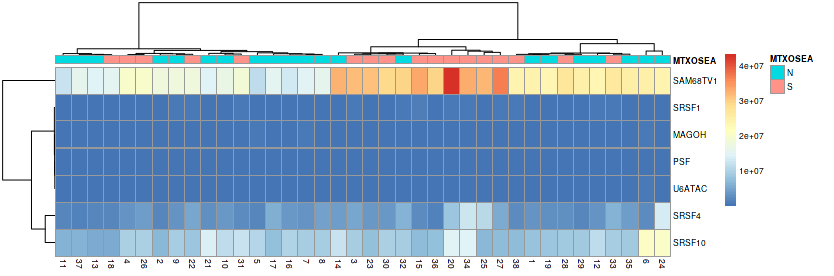 MTXOSEA
SAM68TV1
SRSF1
MAGOH
PSF
U6ATAC
SRSF4
SRSF10
11 37 13 18 4 26 2 9 22 21 10 31 5 17 16 7 8 14 3 23 30 32 15 36 20 34 25 27 38 1 19 28 29 12 33 35 6 24
MTXOSEA
N
S
4e+07
3e+07
2e+07
1e+07